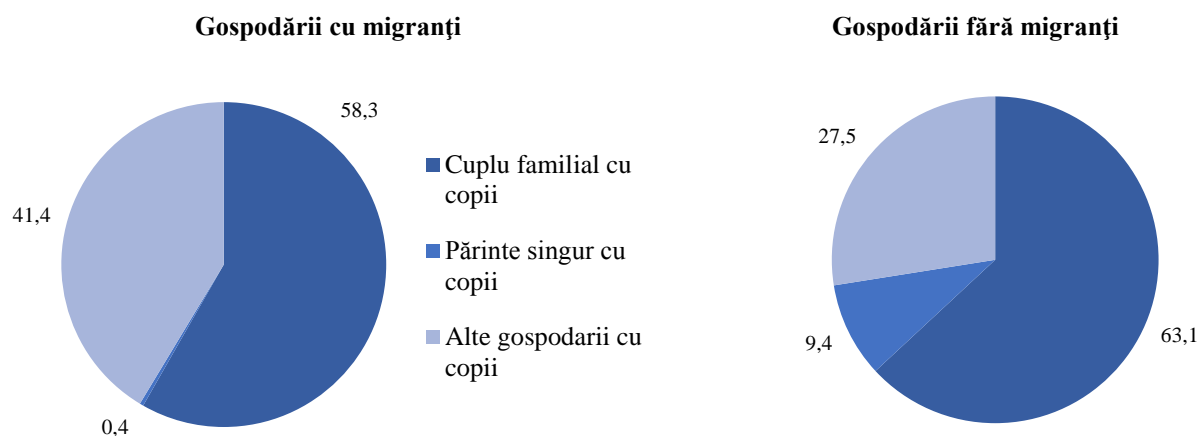 Gospodării cu migranţi
58,3
41,4
0,4
Cuplu familial cu
copii
Părinte singur cu
copii
Alte gospodarii cu
copii
Gospodării fără migranţi
27,5
9,4
63,1